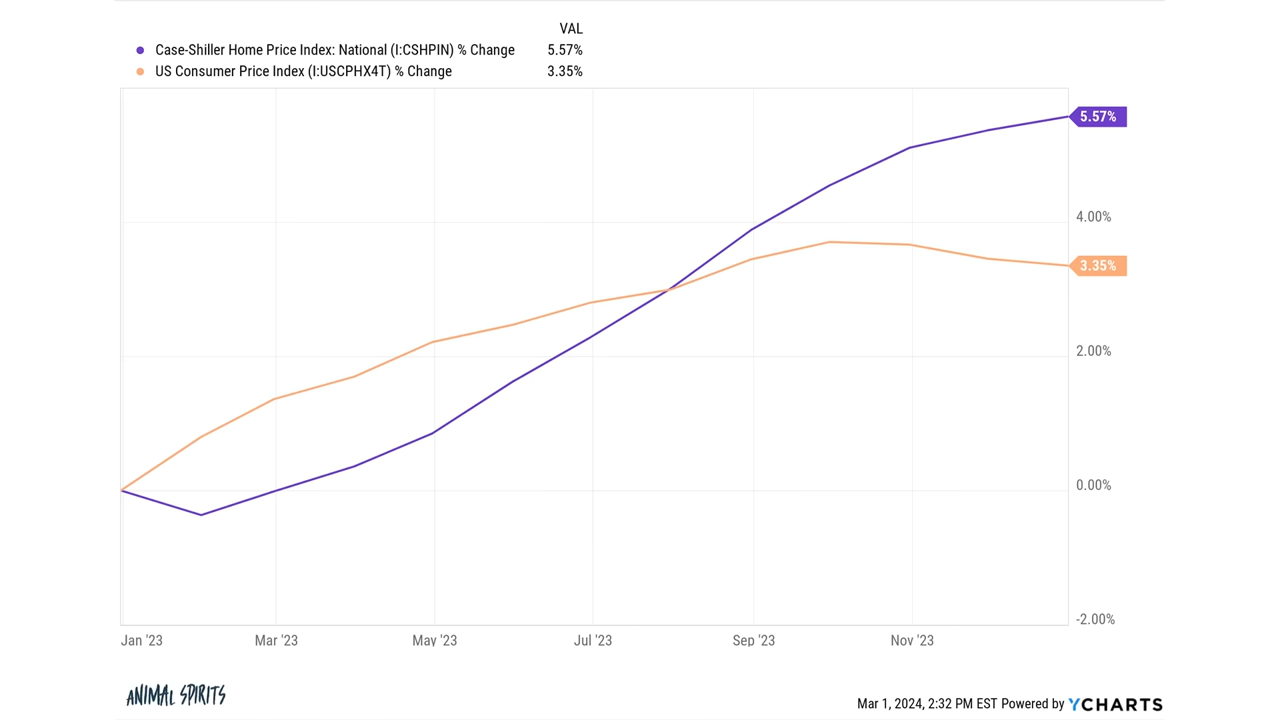 VAL
Case-Shiller Home Price Index: National (I:CSHPIN) % Change 5.57%
US Consumer Price Index (I:USCPHX4T) % Change 3.35%
5.57%
4.00%
3.35%
2.00%
0.00%
-2.00%
Jan '23 Mar '23 May '23 Jul '23 Sep '23 Nov '23
ANIMAL SPIRITS
Mar 1, 2024, 2:32 PM EST Powered by YCHARTS